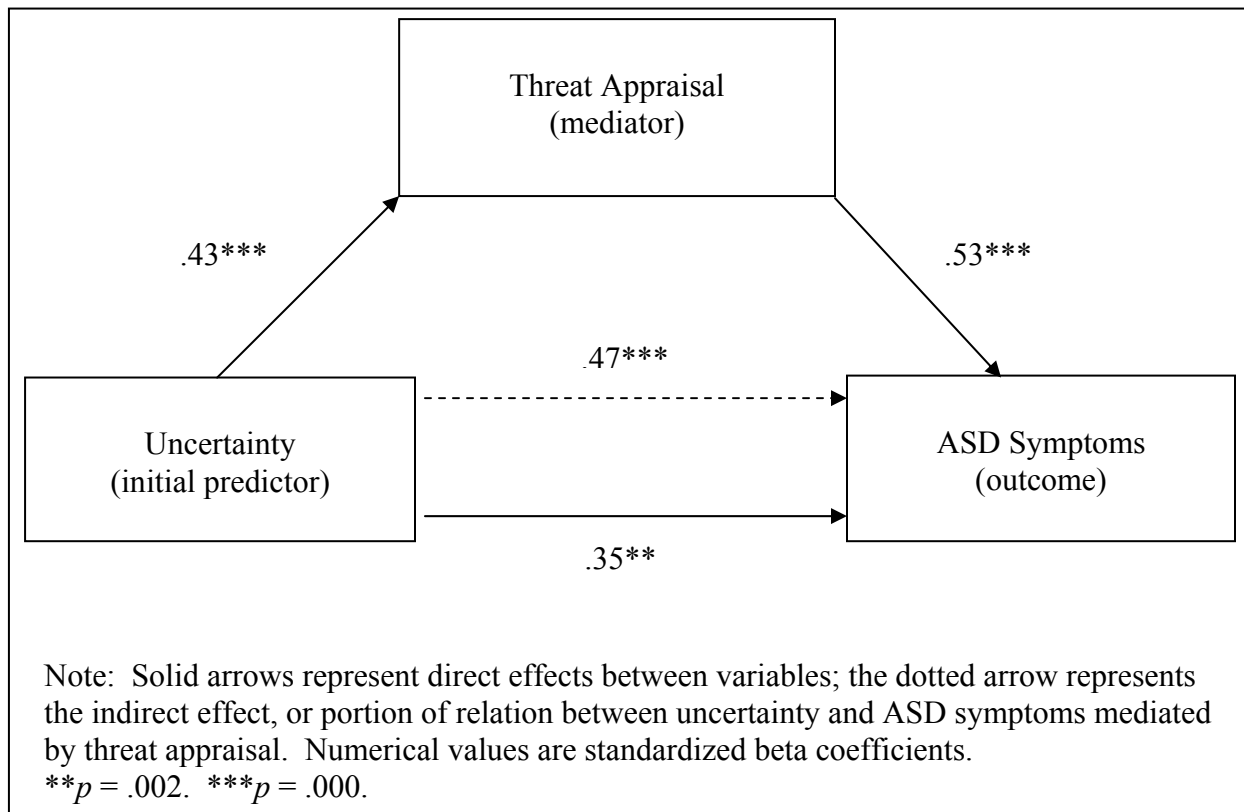 Threat Appraisal
(mediator)
.43***
.53***
.47***
Uncertainty
(initial predictor)
ASD Symptoms
(outcome)
.35**
Note:  Solid arrows represent direct effects between variables; the dotted arrow represents
the indirect effect, or portion of relation between uncertainty and ASD symptoms mediated
by threat appraisal.  Numerical values are standardized beta coefficients.
**p = .002.  ***p = .000.